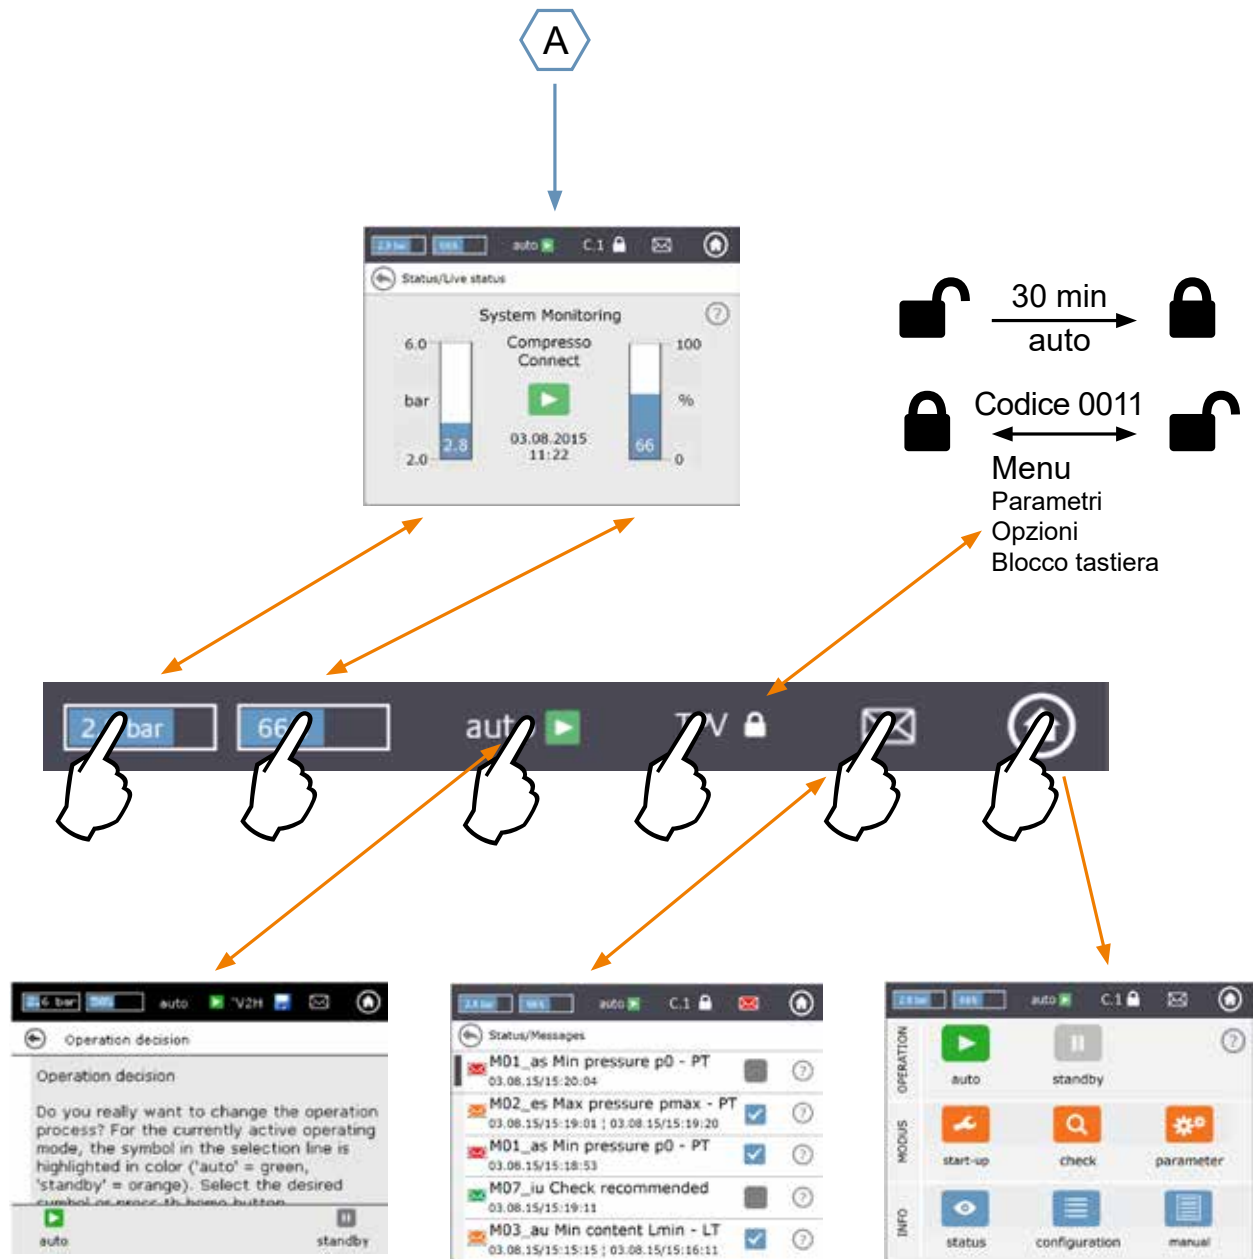 A
auto C.1
Status/Live status
System Monitoring
6.0 Compresso 100
Connect
bar %
2.8 03.08.2015 66
2.0 11:22 0
30 min
auto
Codice 0011
Menu
Parametri
Opzioni
Blocco tastiera
bar 66 auto
auto
Operation decision
Operation decision
Do you really want to change the operation
process? For the currently active operating
mode, the symbol in the selection line is
highlighted in color ('auto' = green,
'standby' = orange). Select the desired
symbol or press th home button
auto standby
auto C.1
Status/Messages
M01_as Min pressure p0 - PT
03.08.15/15:20:04
M02_es Max pressure pmax - PT
03.08.15/15:19:01 ¦ 03.08.15/15:19:20
M01_as Min pressure p0 - PT
03.08.15/15:18:53
M07_iu Check recommended
03.08.15/15:19:11
M03_au Min content Lmin - LT
03.08.15/15:15:15 ¦ 03.08.15/15:16:11
auto C.1
OPERATION
auto standby
MODUS
start-up check parameter
INFO
status configuration manual